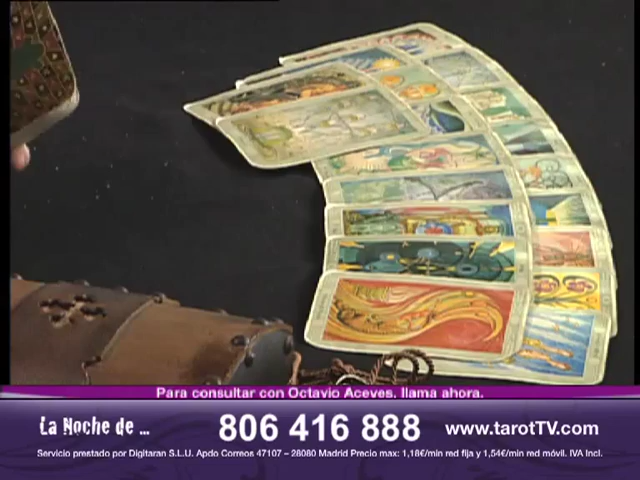 Para consultar con Octavio Aceves, llama ahora.
La Noche de ... 806 416 888 www.tarotTV.com
Servicio prestado por Digitaran S.L.U. Apdo Correos 47107 – 28080 Madrid Precio max: 1,18€/min red fija y 1,54€/min red móvil. IVA Incl.